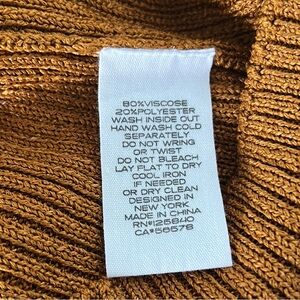 80%VISCOSE
20%POLYESTER
WASH INSIDE OUT
HAND WASH COLD
SEPARATELY
DO NOT WRING
OR TWIST
DO NOT BLEACH
LAY FLAT TO DRY
COOL IRON
IF NEEDED
OR DRY CLEAN
DESIGNED IN
NEW YORK
MADE IN CHINA
RN#125840
CA#56578